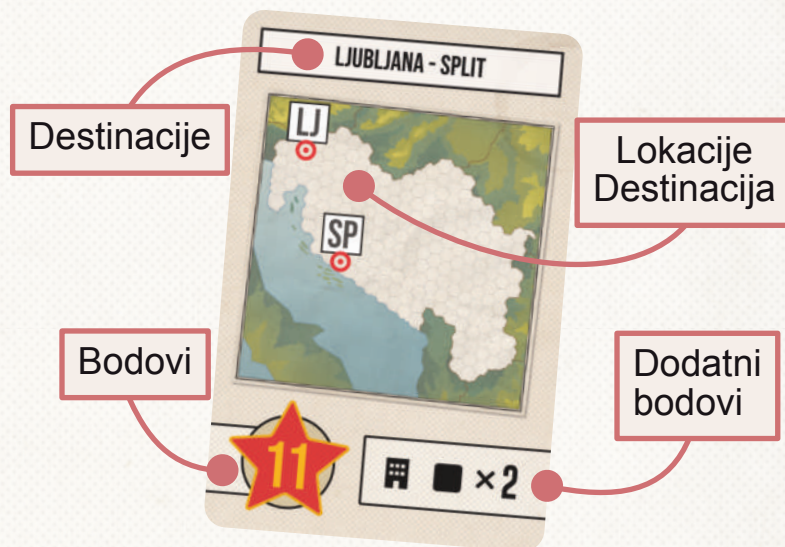 LJUBLJANA - SPLIT
Destinacije
LJ
Lokacije
Destinacija
SP
Bodovi
Dodatni
bodovi
11
×2